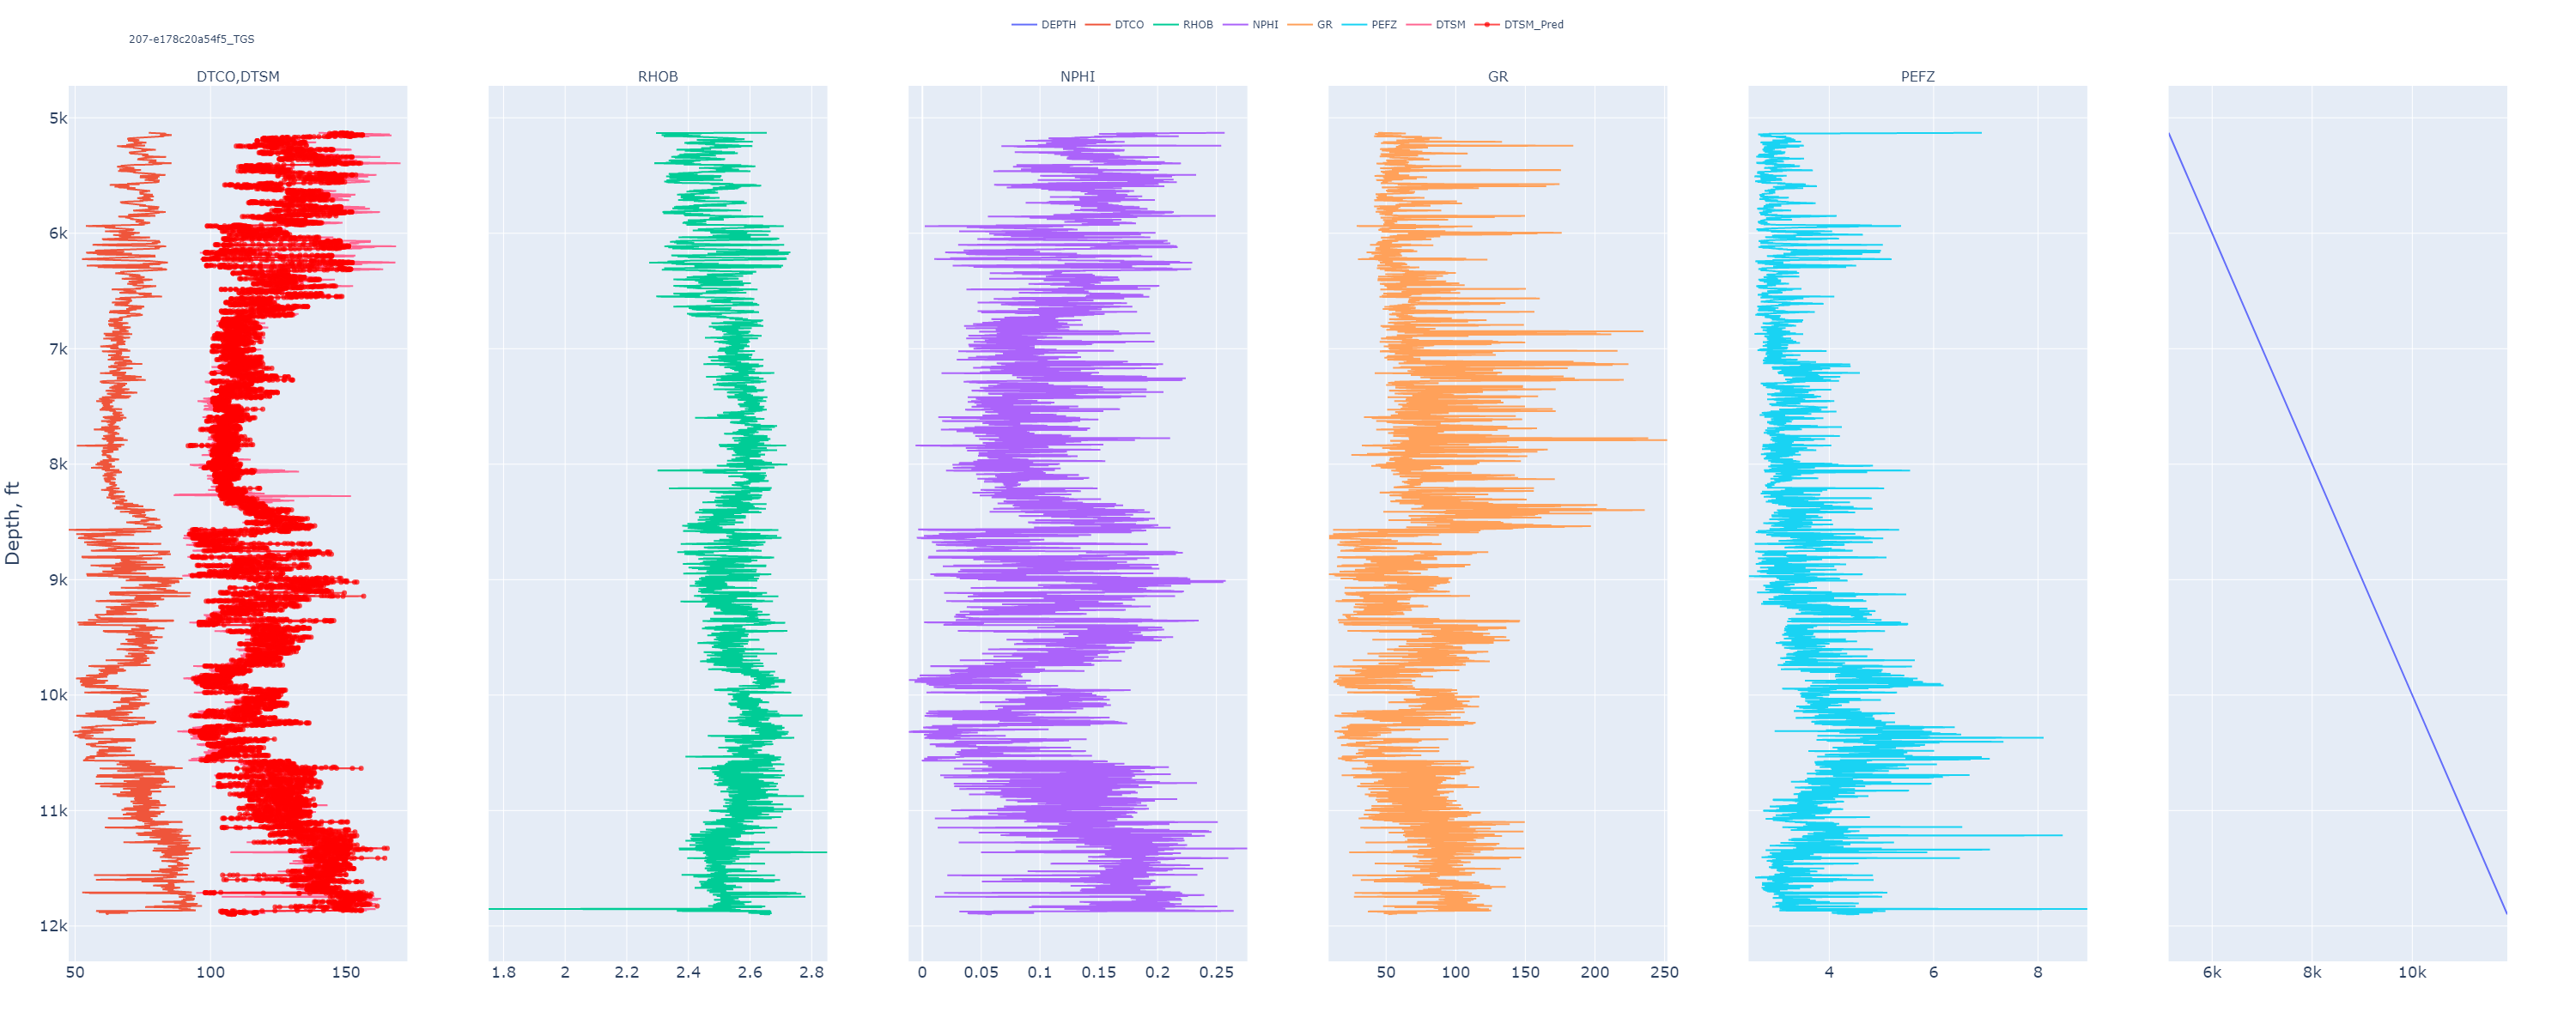 DEPTH DTCO RHOB NPHI GR PEFZ DTSM DTSM_Pred
207-e178c20a54f5_TGS
DTCO,DTSM RHOB NPHI GR PEFZ
5k
6k
7k
8k
Depth, ft
9k
10k
11k
12k
50 100 150 1.8 2 2.2 2.4 2.6 2.8 0 0.05 0.1 0.15 0.2 0.25 50 100 150 200 250 4 6 8 6k 8k 10k